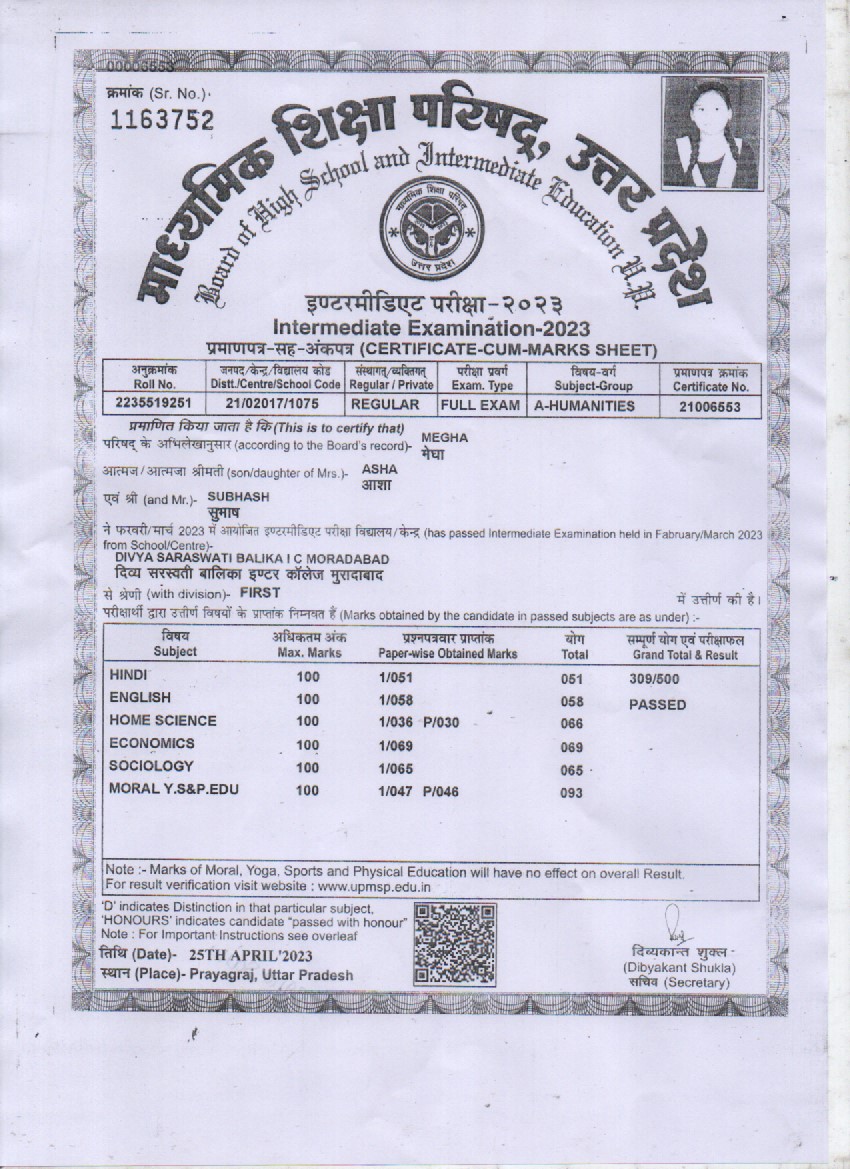 00006553
क्रमांक (Sr. No.)-
1163752
माध्यमिक शिक्षा परिषद्, उत्तर प्रदेश
Board of High School and Intermediate Education U.P.
माध्यमिक शिक्षा परिषद
उत्तर प्रदेश
इण्टरमीडिएट परीक्षा-२०२३
Intermediate Examination-2023
प्रमाणपत्र-सह-अंकपत्र (CERTIFICATE-CUM-MARKS SHEET)
अनुक्रमांक जनपद/केन्द्र/विद्यालय कोड संस्थागत्/व्यक्तिगत् परीक्षा प्रवर्ग विषय-वर्ग प्रमाणपत्र क्रमांक
Roll No. Distt./Centre/School Code Regular / Private Exam. Type Subject-Group Certificate No.
2235519251 21/02017/1075 REGULAR FULL EXAM A-HUMANITIES 21006553
प्रमाणित किया जाता है कि (This is to certify that)
परिषद् के अभिलेखानुसार (according to the Board's record)- MEGHA
मेघा
आत्मज/आत्मजा श्रीमती (son/daughter of Mrs.)- ASHA
आशा
एवं श्री (and Mr.)- SUBHASH
सुभाष
ने फरवरी/मार्च 2023 में आयोजित इण्टरमीडिएट परीक्षा विद्यालय/केन्द्र (has passed Intermediate Examination held in Fabruary/March 2023
from School/Centre)-
DIVYA SARASWATI BALIKA I C MORADABAD
दिव्य सरस्वती बालिका इण्टर कॉलेज मुरादाबाद
से श्रेणी (with division)- FIRST में उत्तीर्ण की है।
परीक्षार्थी द्वारा उत्तीर्ण विषयों के प्राप्तांक निम्नवत हैं (Marks obtained by the candidate in passed subjects are as under) :-
विषय अधिकतम अंक प्रश्नपत्रवार प्राप्तांक योग सम्पूर्ण योग एवं परीक्षाफल
Subject Max. Marks Paper-wise Obtained Marks Total Grand Total & Result
HINDI 100 1/051 051 309/500
ENGLISH 100 1/058 058 PASSED
HOME SCIENCE 100 1/036 P/030 066
ECONOMICS 100 1/069 069
SOCIOLOGY 100 1/065 065
MORAL Y.S&P.EDU 100 1/047 P/046 093
Note :- Marks of Moral, Yoga, Sports and Physical Education will have no effect on overall Result.
For result verification visit website : www.upmsp.edu.in
'D' indicates Distinction in that particular subject,
'HONOURS' indicates candidate "passed with honour"
Note : For Important Instructions see overleaf
तिथि (Date)- 25TH APRIL'2023
स्थान (Place)- Prayagraj, Uttar Pradesh
दिव्यकान्त शुक्ल
(Dibyakant Shukla)
सचिव (Secretary)